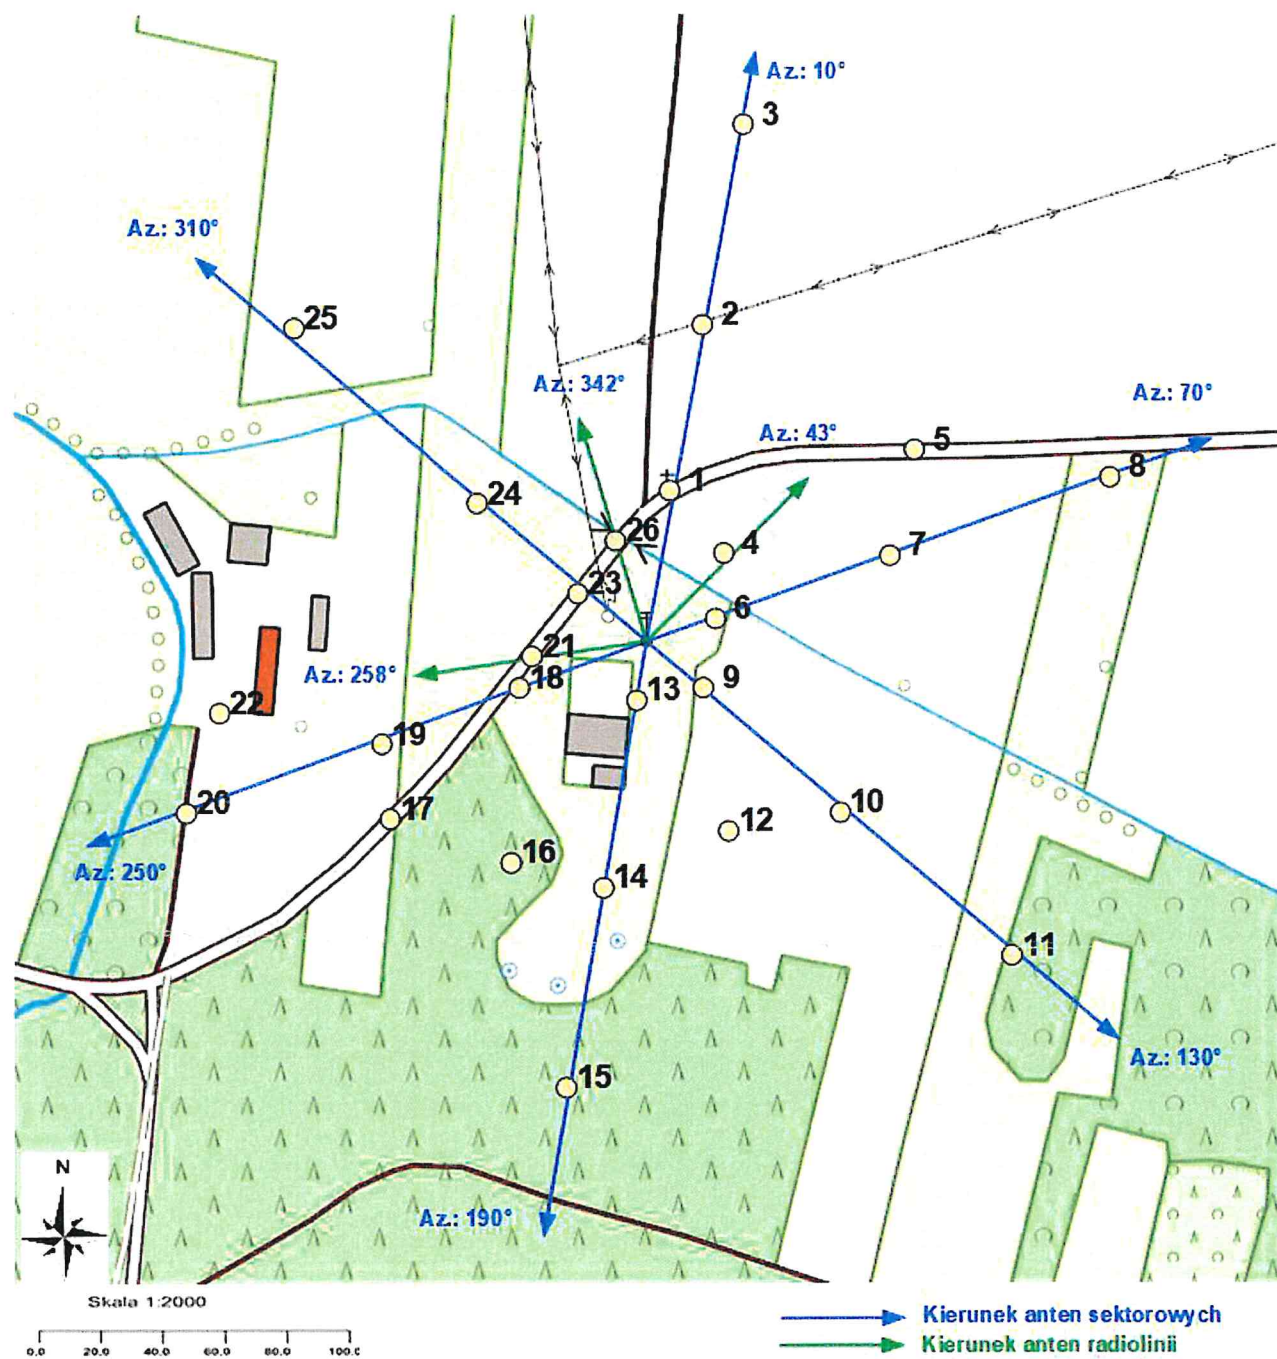 Az.: 10°
3
Az.: 310°
25
2
Az.: 342°
Az.: 70°
Az.: 43°
5
8
1
24
26
4
7
23
6
21
Az.: 258°
18
9
13
22
19
20
10
17
12
Az.: 250°
16
14
11
Az.: 130°
15
N
Az.: 190°
Skala 1:2000
Kierunek anten sektorowych
Kierunek anten radiolinii
0,0 20,0 40,0 60,0 80,0 100,0